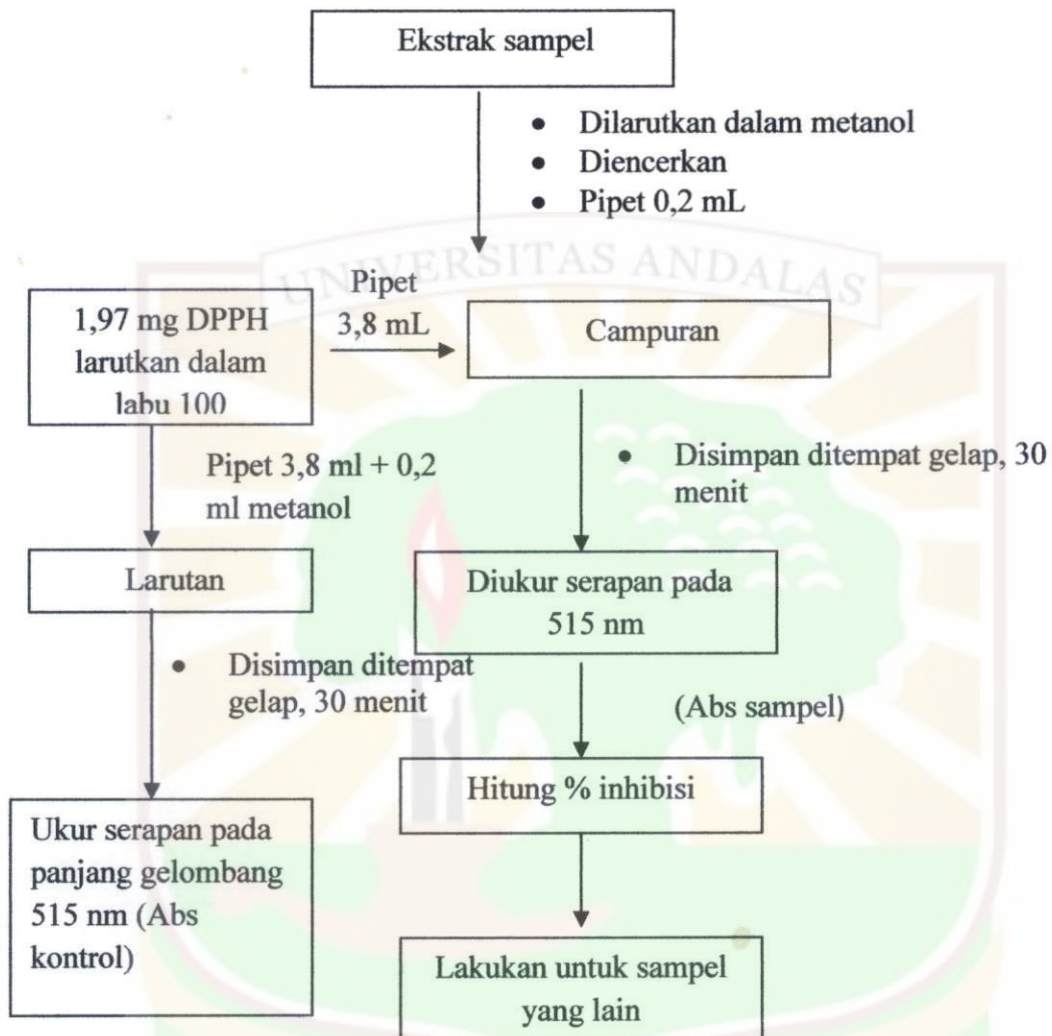 Ekstrak sampel
• Dilarutkan dalam metanol
• Diencerkan
• Pipet 0,2 mL
UNIVERSITAS ANDALAS
1,97 mg DPPH
larutkan dalam
labu 100
Pipet
3,8 mL
Campuran
Pipet 3,8 ml + 0,2
ml metanol
• Disimpan ditempat gelap, 30
menit
Larutan
Diukur serapan pada
515 nm
• Disimpan ditempat
gelap, 30 menit
(Abs sampel)
Hitung % inhibisi
Ukur serapan pada
panjang gelombang
515 nm (Abs
kontrol)
Lakukan untuk sampel
yang lain